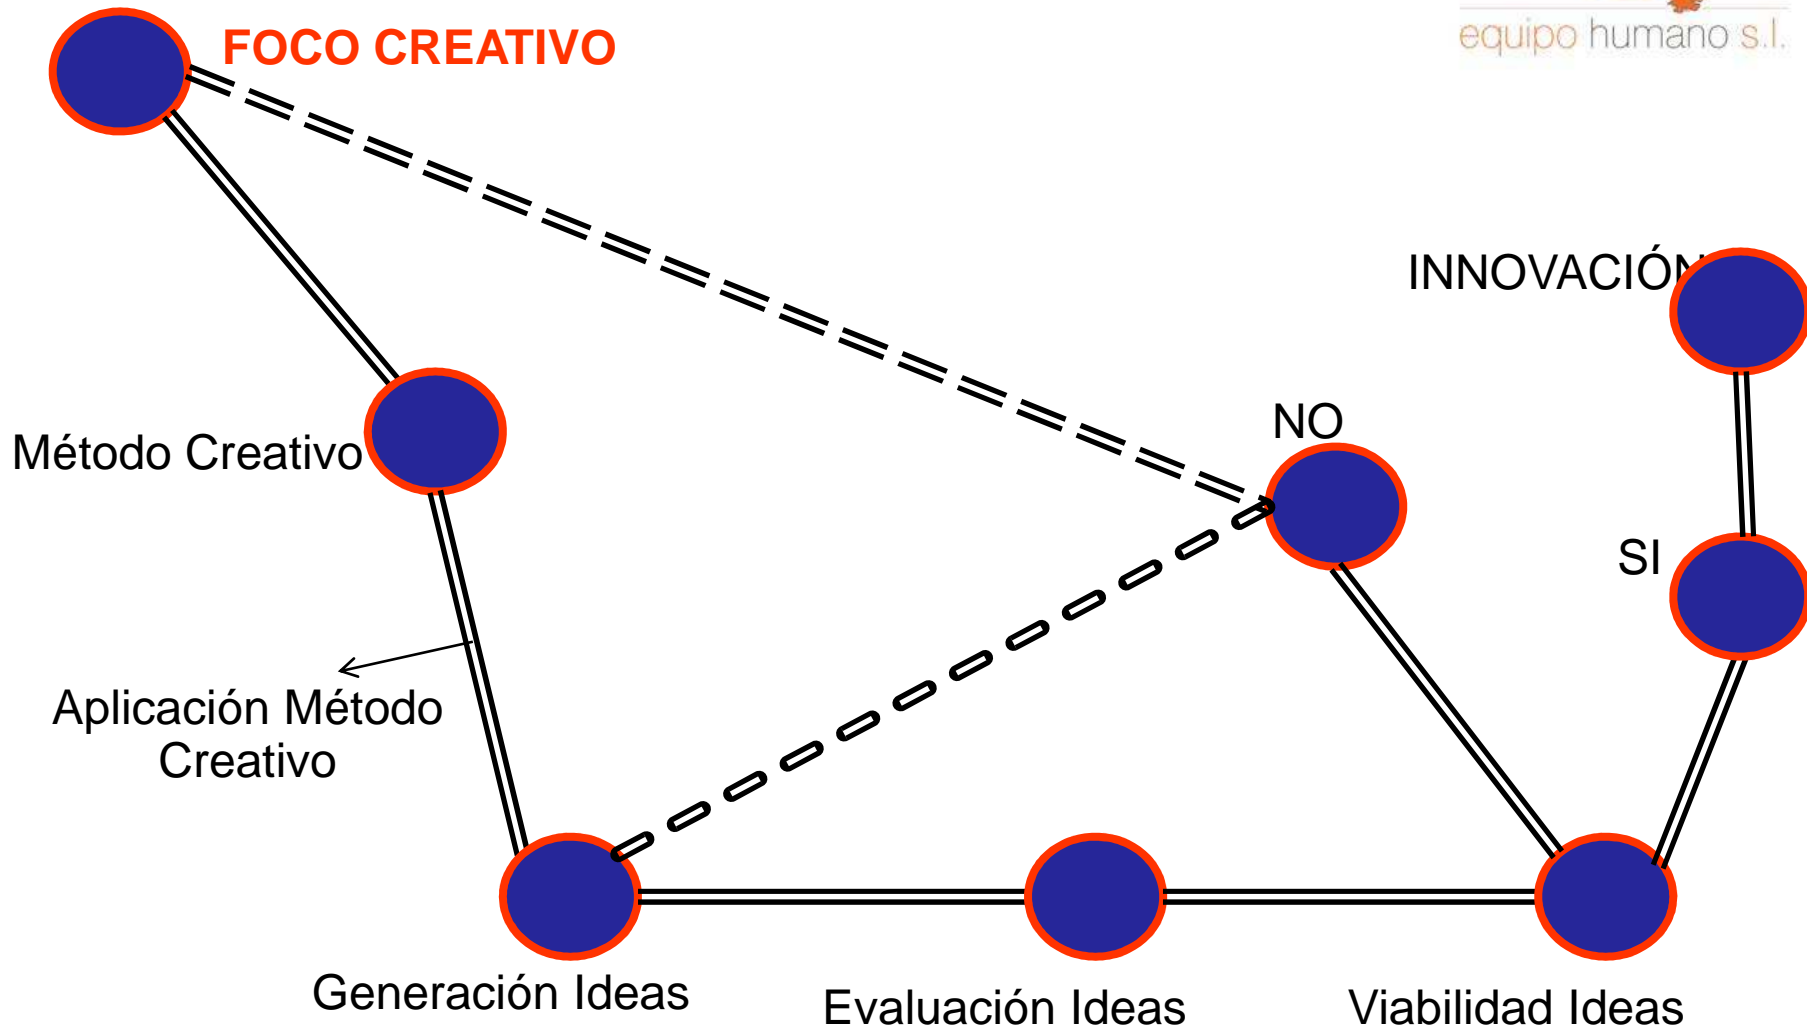 FOCO CREATIVO
equipo humano s.l.
INNOVACIÓN
NO
Método Creativo
SI
Aplicación Método
Creativo
Generación Ideas
Evaluación Ideas
Viabilidad Ideas